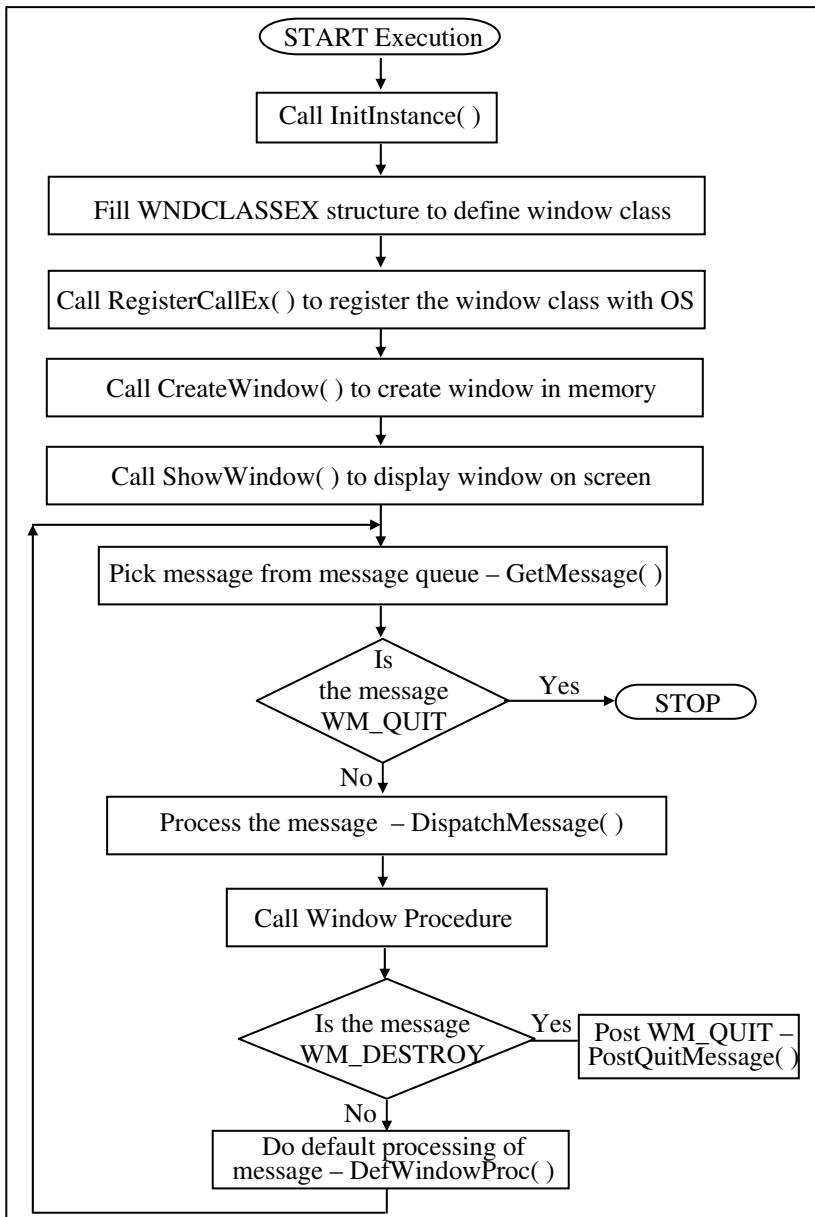 START Execution
Call InitInstance( )
Fill WNDCLASSEX structure to define window class
Call RegisterCallEx( ) to register the window class with OS
Call CreateWindow( ) to create window in memory
Call ShowWindow( ) to display window on screen
Pick message from message queue – GetMessage( )
Is
the message
WM_QUIT
Yes
STOP
No
Process the message – DispatchMessage( )
Call Window Procedure
Is the message
WM_DESTROY
Yes
Post WM_QUIT –
PostQuitMessage( )
No
Do default processing of
message – DefWindowProc( )